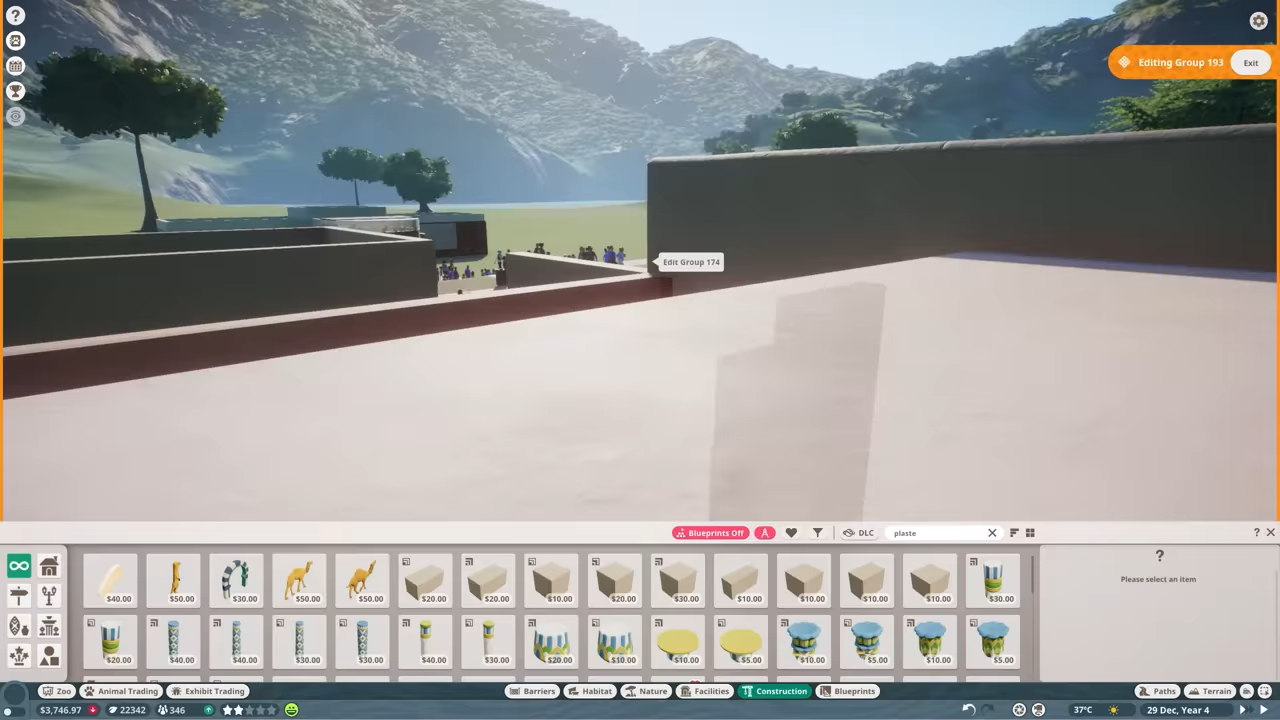 Editing Group 193
Exit
Edit Group 174
Blueprints Off
DLC
plaste
?
$40.00 $50.00 $30.00 $50.00 $50.00 $20.00 $20.00 $10.00 $20.00 $30.00 $10.00 $10.00 $10.00 $10.00 $30.00
$20.00 $40.00 $40.00 $30.00 $30.00 $40.00 $30.00 $20.00 $10.00 $10.00 $5.00 $10.00 $5.00 $10.00 $5.00
?
Please select an item
Zoo Animal Trading Exhibit Trading Barriers Habitat Nature Facilities Construction Blueprints Paths Terrain
$3,746.97 22342 346 37°C 29 Dec, Year 4